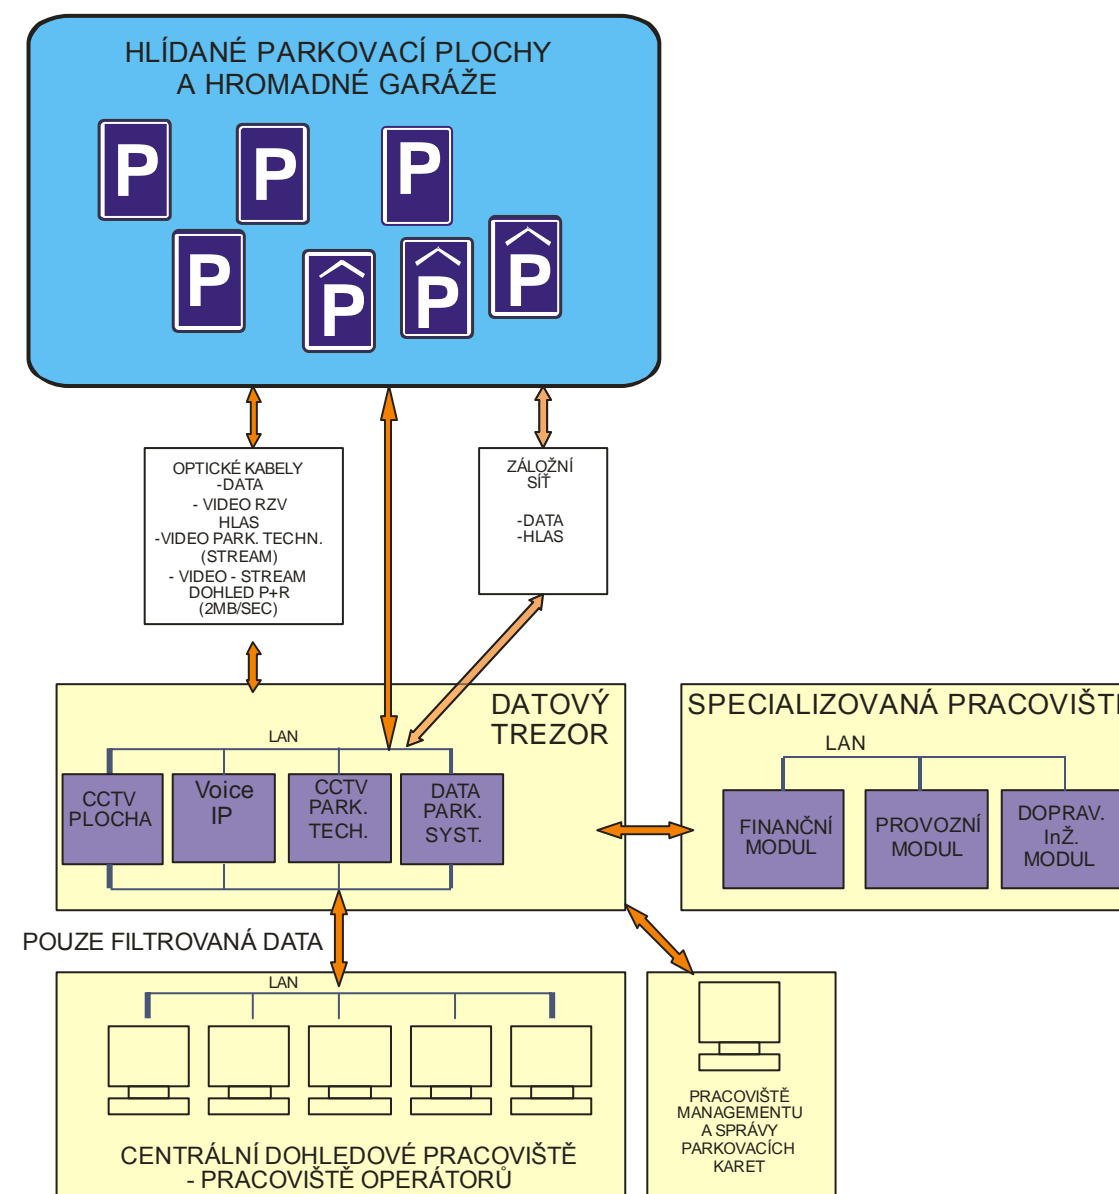 HLÍDANÉ PARKOVACÍ PLOCHY
A HROMADNÉ GARÁŽE
P
P
P
P
P
P
P
OPTICKÉ KABELY
-DATA
- VIDEO RZV
HLAS
-VIDEO PARK. TECHN.
(STREAM)
- VIDEO - STREAM
DOHLED P+R
(2MB/SEC)
ZÁLOŽNÍ
SÍŤ
-DATA
-HLAS
DATOVÝ
TREZOR
LAN
CCTV
PLOCHA
Voice
IP
CCTV
PARK.
TECH.
DATA
PARK.
SYST.
SPECIALIZOVANÁ PRACOVIŠTĚ
LAN
FINANČNÍ
MODUL
PROVOZNÍ
MODUL
DOPRAV.
InŽ.
MODUL
POUZE FILTROVANÁ DATA
LAN
CENTRÁLNÍ DOHLEDOVÉ PRACOVIŠTĚ
- PRACOVIŠTĚ OPERÁTORŮ
PRACOVIŠTĚ
MANAGEMENTU
A SPRÁVY
PARKOVACÍCH
KARET